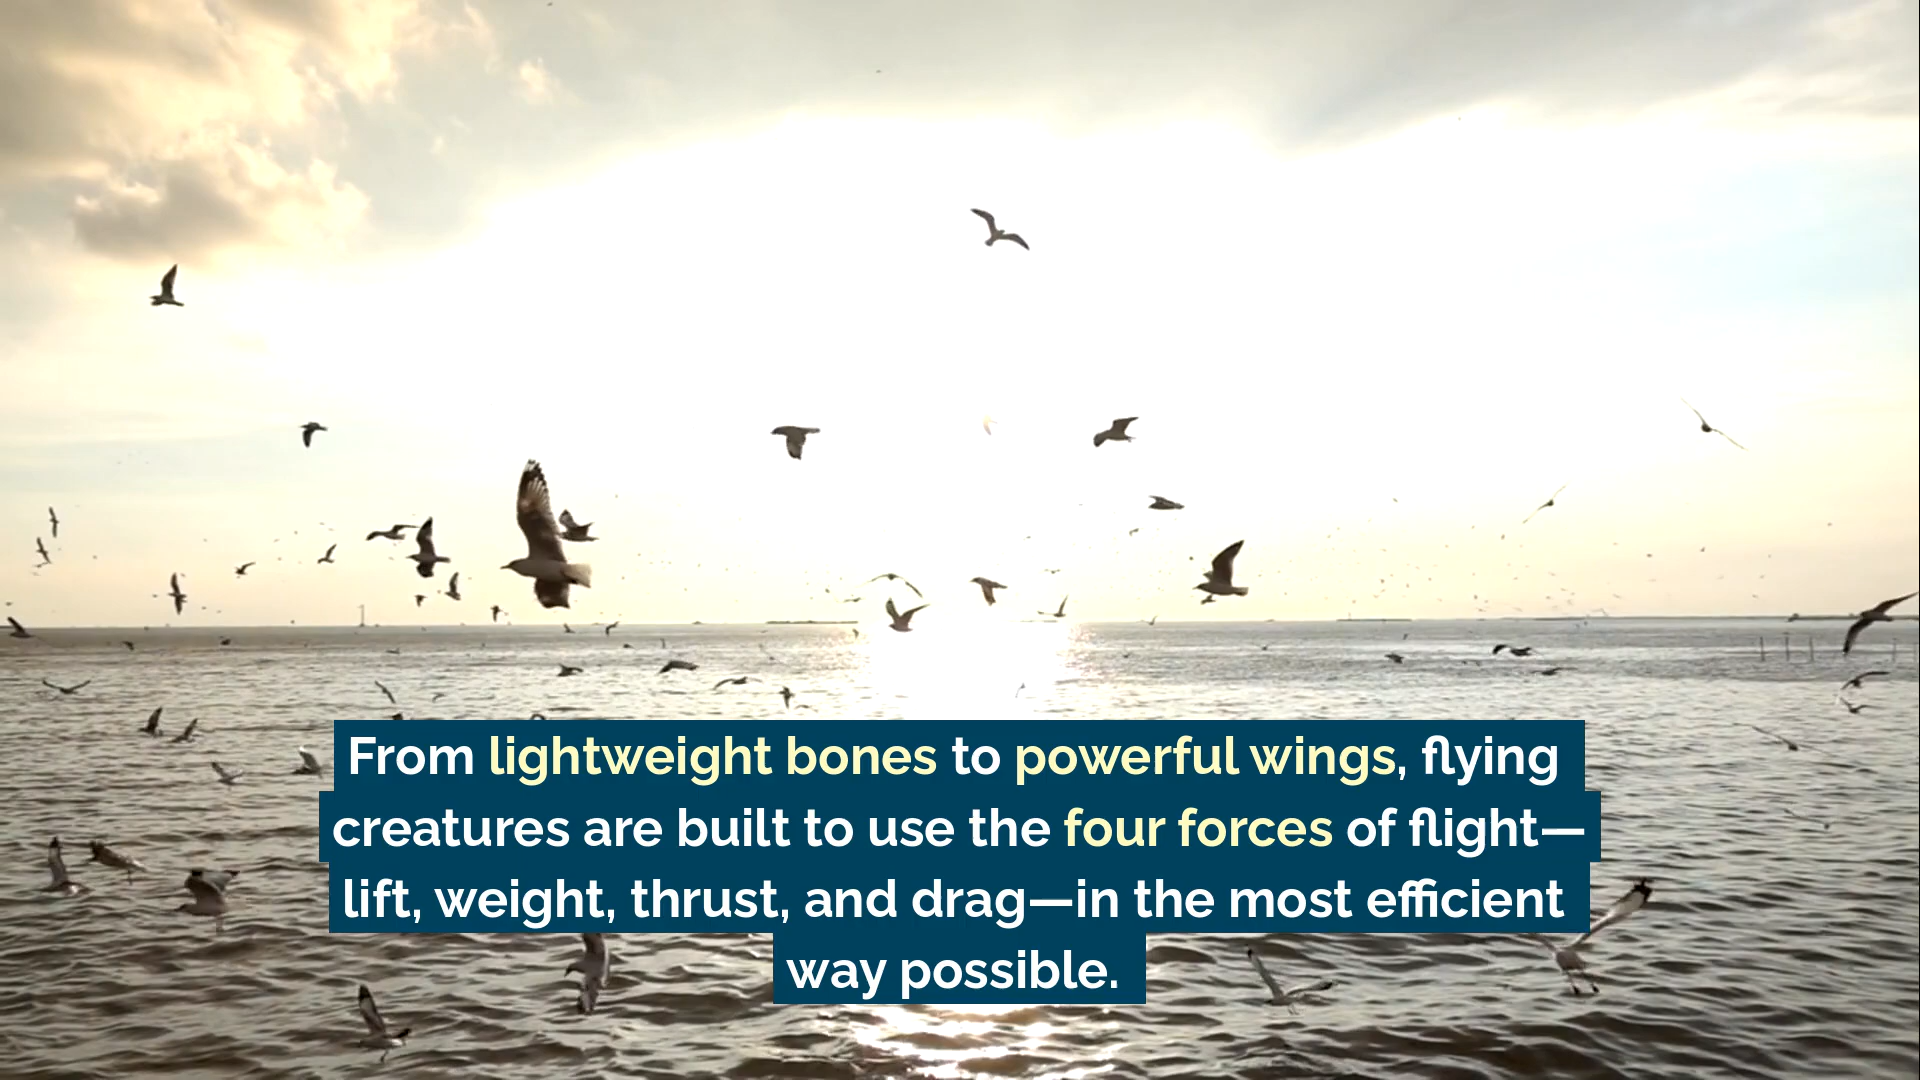 From lightweight bones to powerful wings, flying
creatures are built to use the four forces of flight—
lift, weight, thrust, and drag—in the most efficient
way possible.